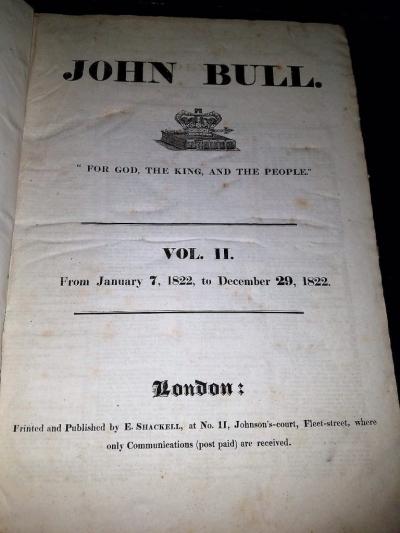 JOHN BULL.
"FOR GOD, THE KING, AND THE PEOPLE."
VOL. II.
From January 7, 1822, to December 29, 1822.
London:
Printed and Published by E. SHACKELL, at No. 11, Johnson's-court, Fleet-street, where
only Communications (post paid) are received.